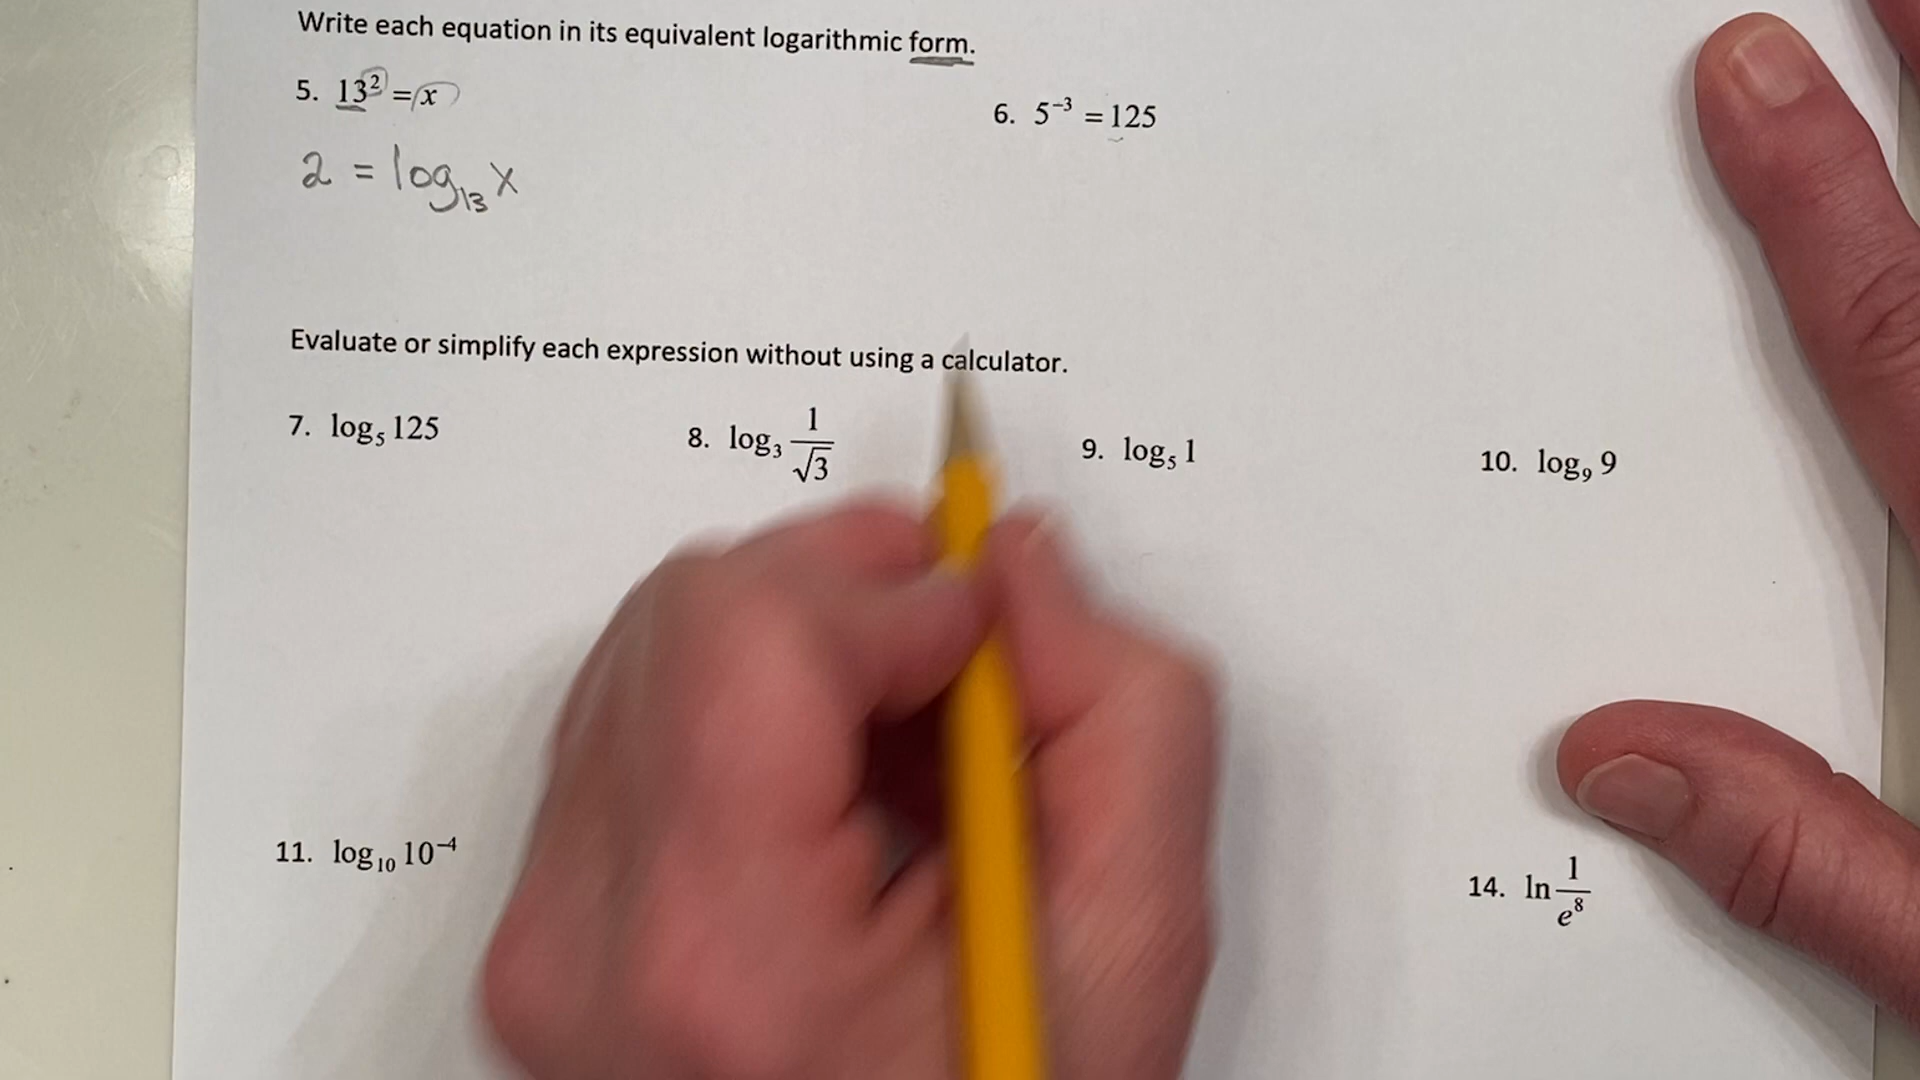 Write each equation in its equivalent logarithmic form.
5. 13² = x
6. 5⁻³ = 125
2 = log₁₃ x
Evaluate or simplify each expression without using a calculator.
7. log₅ 125
8. log₃ 1/√3
9. log₅ 1
10. log₉ 9
11. log₁₀ 10⁻⁴
14. ln 1/e⁸